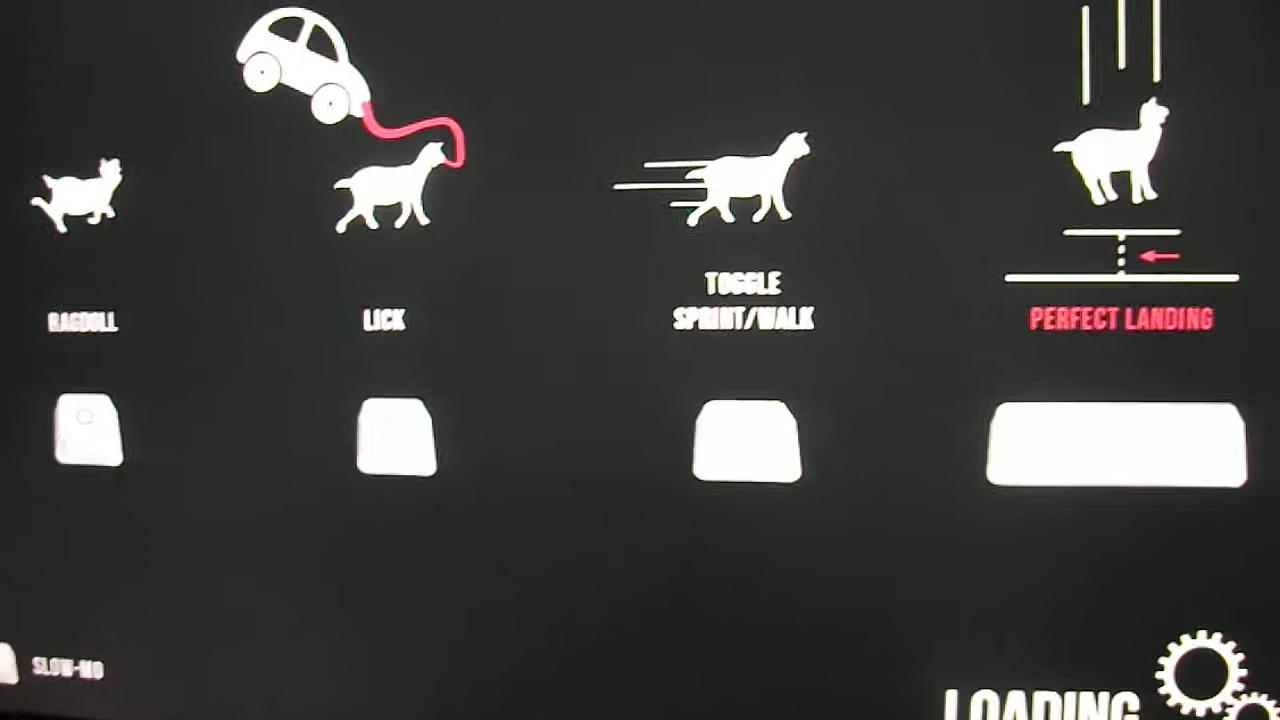 RAGDOLL
LICK
TOGGLE
SPRINT/WALK
PERFECT LANDING
SLOW-MO
LOADING